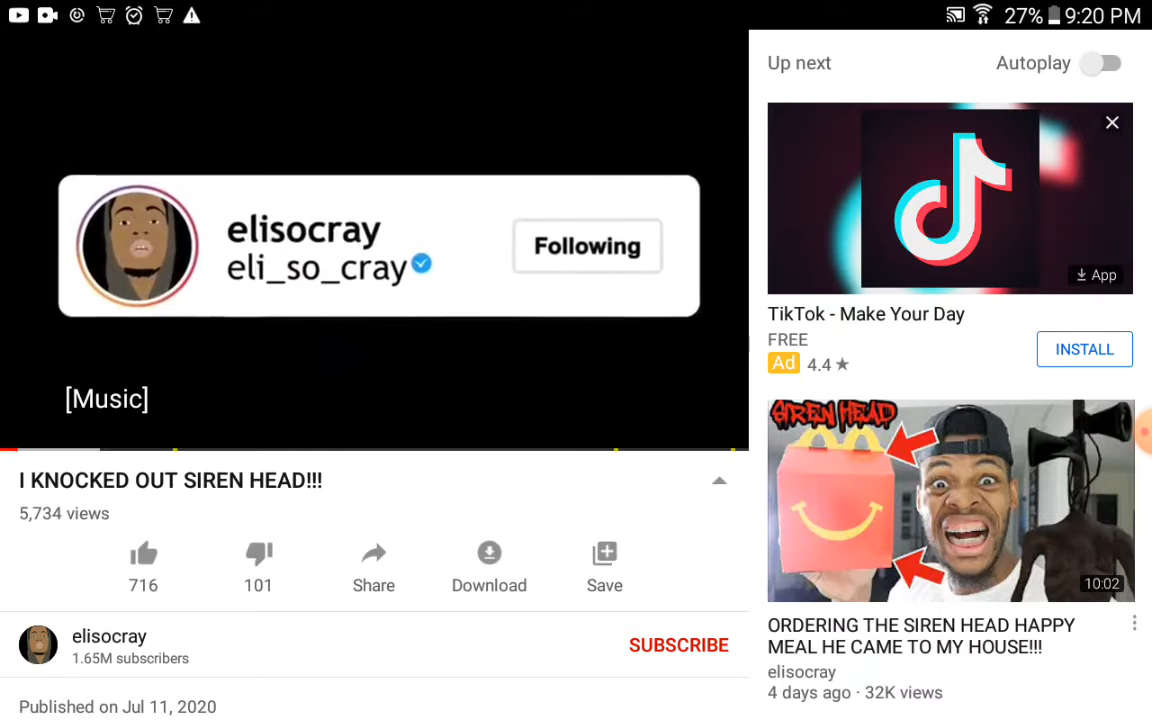 27% 9:20 PM
elisocray
eli_so_cray
Following
[Music]
I KNOCKED OUT SIREN HEAD!!!
5,734 views
716
101
Share
Download
Save
elisocray
1.65M subscribers
SUBSCRIBE
Published on Jul 11, 2020
Up next
Autoplay
App
TikTok - Make Your Day
FREE
Ad 4.4 ★
INSTALL
SIREN HEAD
10:02
ORDERING THE SIREN HEAD HAPPY
MEAL HE CAME TO MY HOUSE!!!
elisocray
4 days ago · 32K views